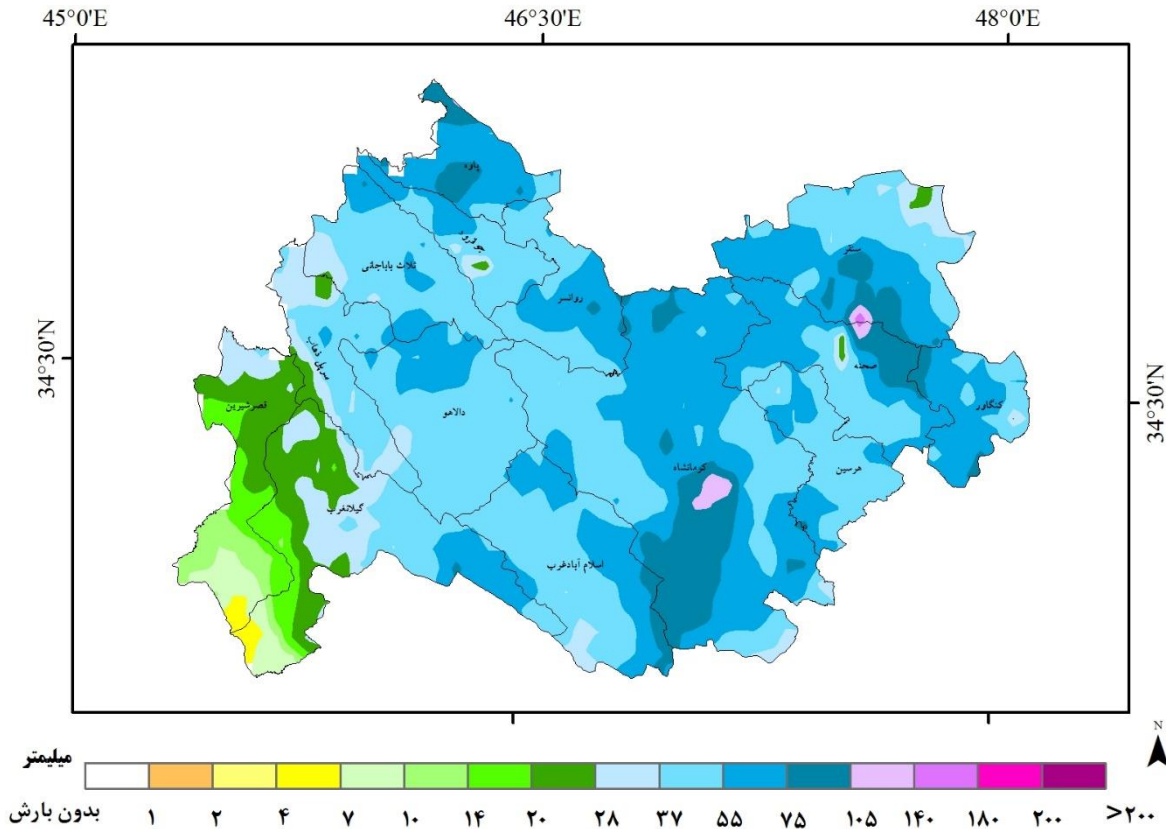 45°0'E 46°30'E 48°0'E
34°30'N
34°30'N
پاوه
جوانرود
ثلاث باباجانی
روانسر
سنقر
سرپل ذهاب
صحنه
قصرشیرین
دالاهو
کنگاور
کرمانشاه
هرسین
گیلانغرب
اسلام آبادغرب
N
میلیمتر
بدون بارش ۱ ۲ ۴ ۷ ۱۰ ۱۴ ۲۰ ۲۸ ۳۷ ۵۵ ۷۵ ۱۰۵ ۱۴۰ ۱۸۰ ۲۰۰ >۲۰۰